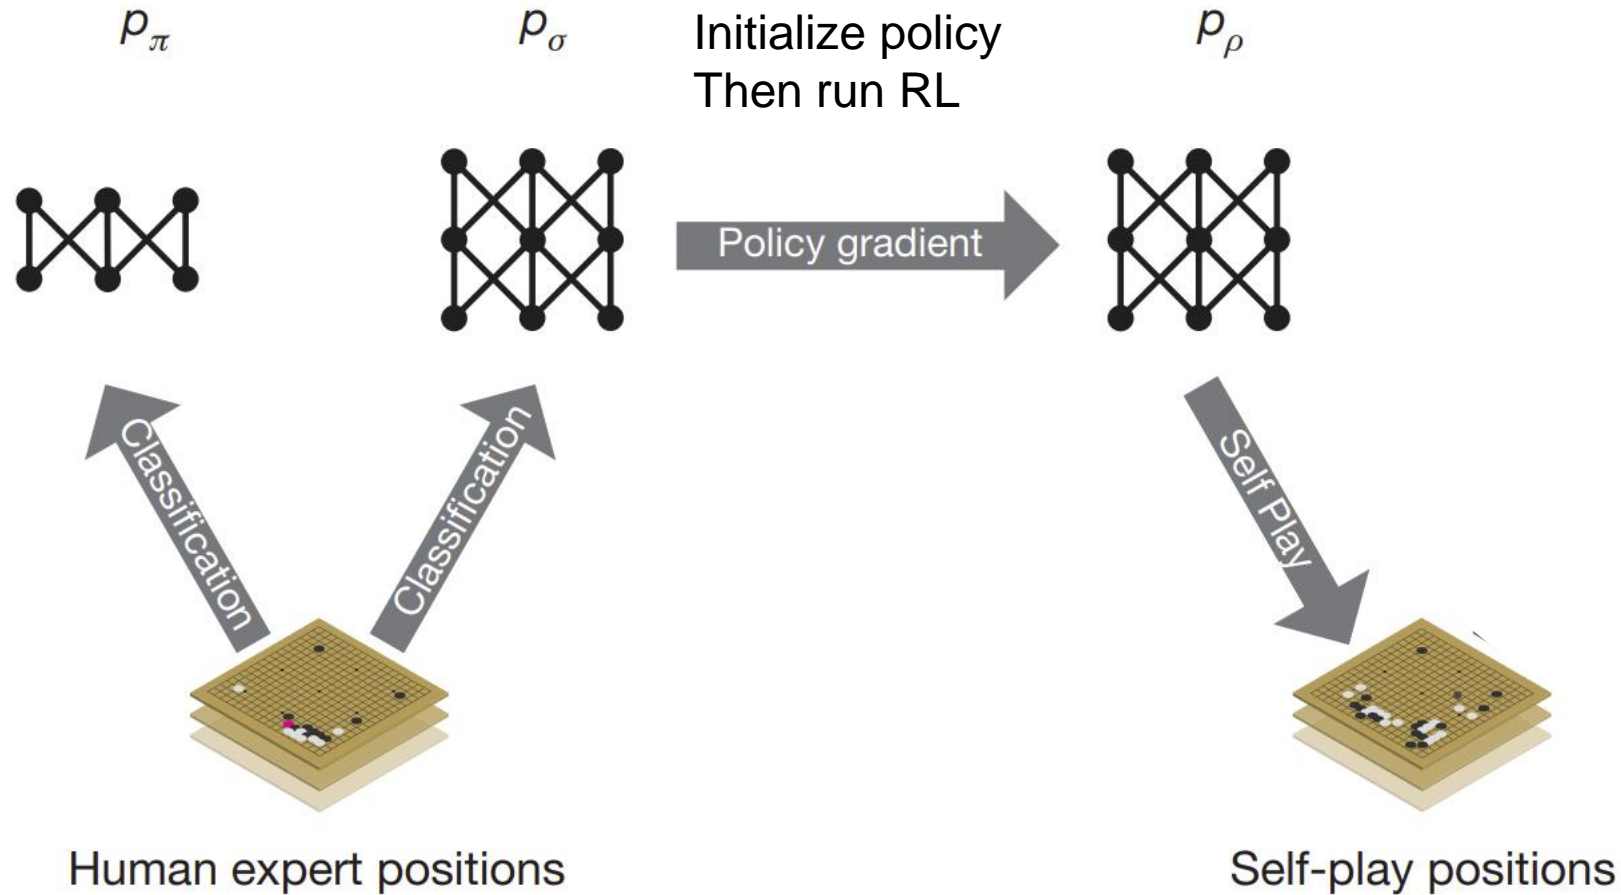 pπ
pσ
Initialize policy
Then run RL
pρ
Policy gradient
Classification
Classification
Self Play
Human expert positions
Self-play positions